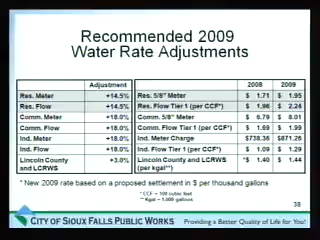 Recommended 2009
Water Rate Adjustments
Adjustment
Res. Meter +14.5%
Res. Flow +14.5%
Comm. Meter +18.0%
Comm. Flow +18.0%
Ind. Meter +18.0%
Ind. Flow +18.0%
Lincoln County and LCRWS +3.0%
2008 2009
Res. 5/8" Meter $ 1.71 $ 1.95
Res. Flow Tier 1 (per CCF*) $ 1.96 $ 2.24
Comm. 5/8" Meter $ 6.79 $ 8.01
Comm. Flow Tier 1 (per CCF*) $ 1.69 $ 1.99
Ind. Meter Charge $738.36 $871.26
Ind. Flow Tier 1 (per CCF*) $ 1.09 $ 1.29
Lincoln County and LCRWS (per kgal**) *$ 1.40 $ 1.44
* New 2009 rate based on a proposed settlement in $ per thousand gallons
* CCF = 100 cubic feet
** Kgal = 1,000 gallons
38
CITY OF SIOUX FALLS PUBLIC WORKS Providing a Better Quality of Life for You!